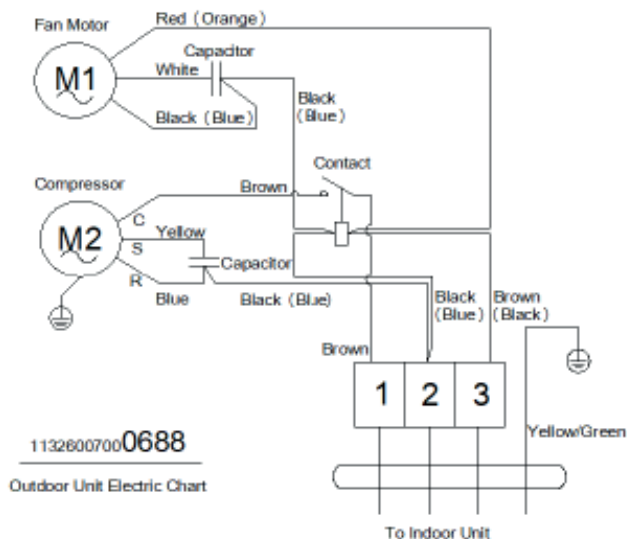 Red (Orange)
Fan Motor
Capacitor
M1
White
Black (Blue)
Black
(Blue)
Contact
Compressor
Brown
C
Yellow
M2
S
Capacitor
R
Blue
Black (Blue)
Black
(Blue)
Brown
(Black)
Brown
1 2 3
Yellow/Green
11326007000688
Outdoor Unit Electric Chart
To Indoor Unit